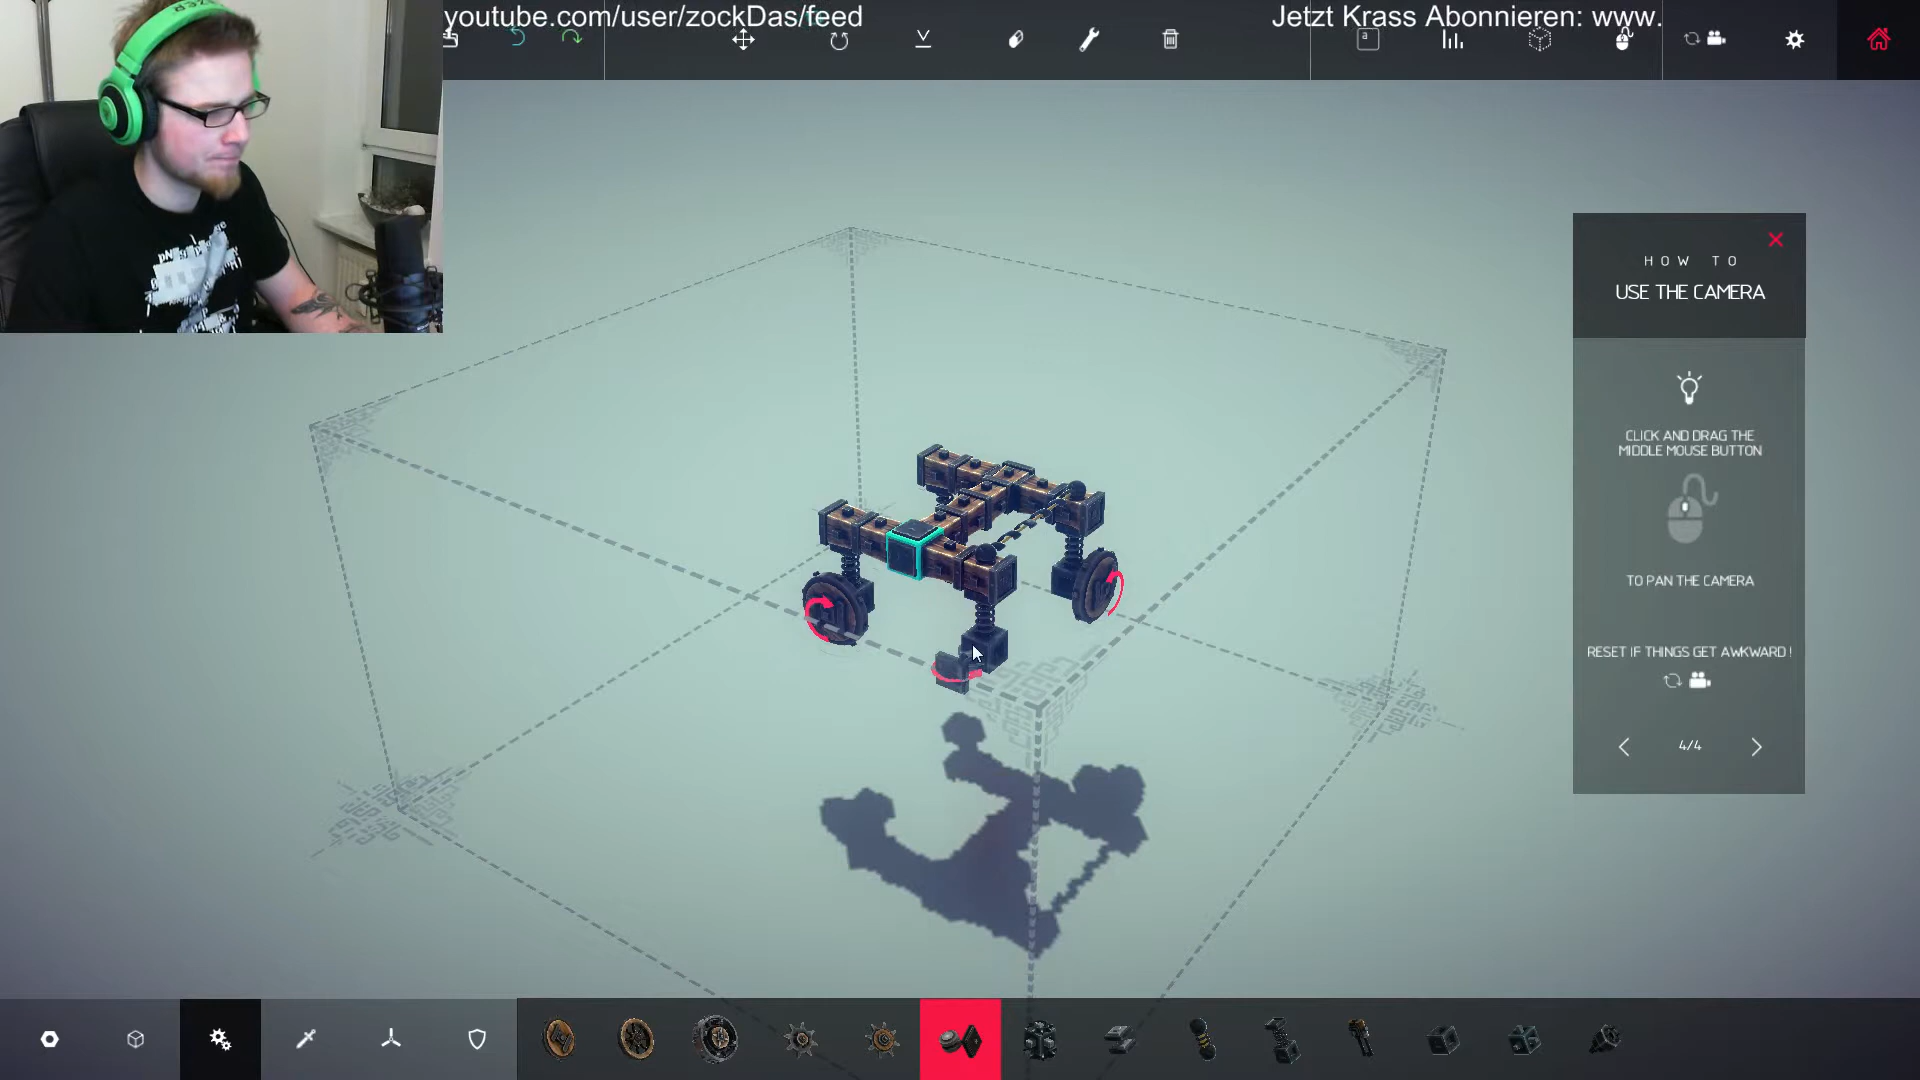 youtube.com/user/zockDas/feed
Jetzt Krass Abonnieren: www.
HOW TO
USE THE CAMERA
CLICK AND DRAG THE
MIDDLE MOUSE BUTTON
TO PAN THE CAMERA
RESET IF THINGS GET AWKWARD !
4/4